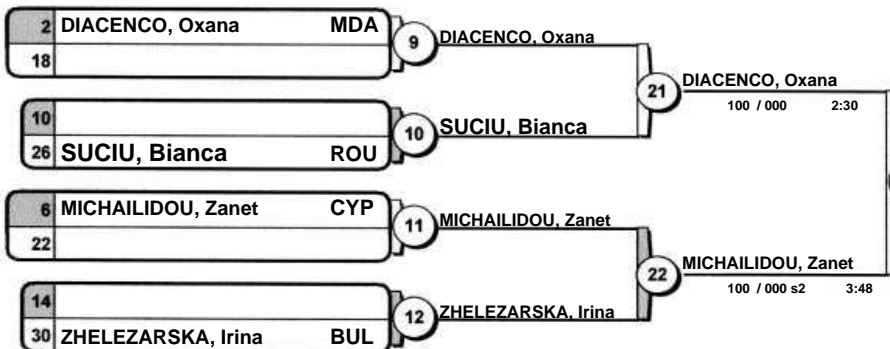 2 DIACENCO, Oxana MDA
18
9
DIACENCO, Oxana
10
26 SUCIU, Bianca ROU
10
SUCIU, Bianca
21
DIACENCO, Oxana
100 / 000 2:30
6 MICHAILIDOU, Zanet CYP
22
11
MICHAILIDOU, Zanet
14
30 ZHELEZARSKA, Irina BUL
12
ZHELEZARSKA, Irina
22
MICHAILIDOU, Zanet
100 / 000 s2 3:48